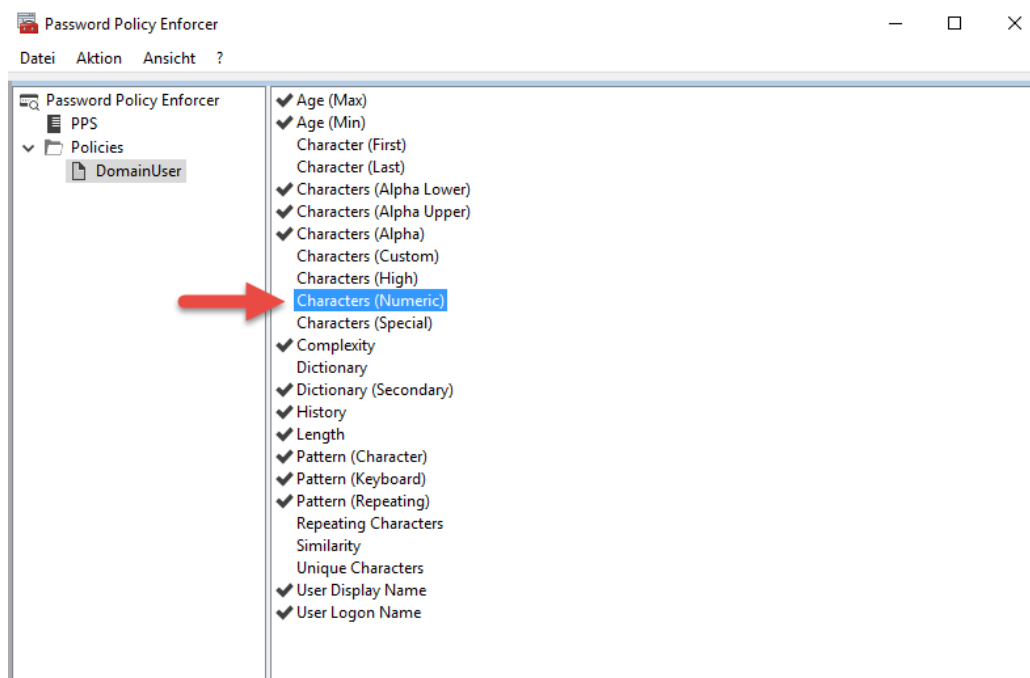 Password Policy Enforcer
Datei Aktion Ansicht ?
Password Policy Enforcer
PPS
Policies
DomainUser
Age (Max)
Age (Min)
Character (First)
Character (Last)
Characters (Alpha Lower)
Characters (Alpha Upper)
Characters (Alpha)
Characters (Custom)
Characters (High)
Characters (Numeric)
Characters (Special)
Complexity
Dictionary
Dictionary (Secondary)
History
Length
Pattern (Character)
Pattern (Keyboard)
Pattern (Repeating)
Repeating Characters
Similarity
Unique Characters
User Display Name
User Logon Name